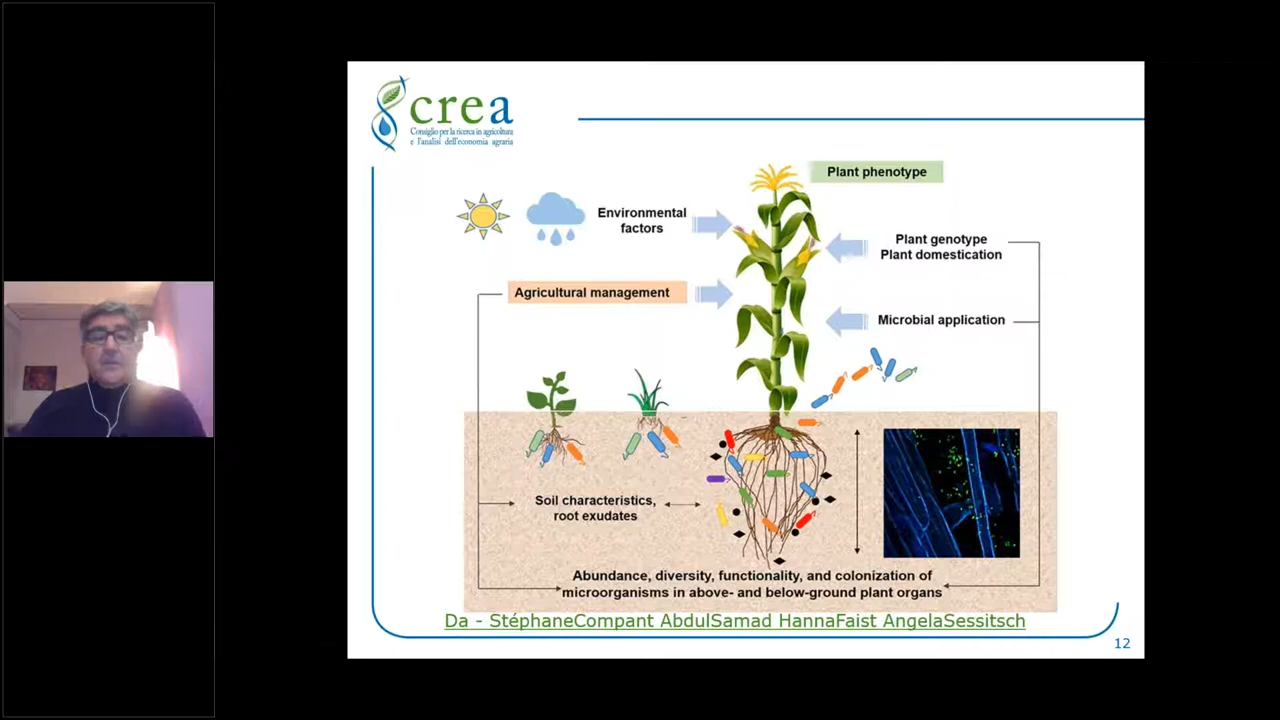 crea
Consiglio per la ricerca in agricoltura
e l'analisi dell'economia agraria
Plant phenotype
Environmental
factors
Plant genotype
Plant domestication
Agricultural management
Microbial application
Soil characteristics,
root exudates
Abundance, diversity, functionality, and colonization of
microorganisms in above- and below-ground plant organs
Da - StéphaneCompant AbdulSamad HannaFaist AngelaSessitsch
12